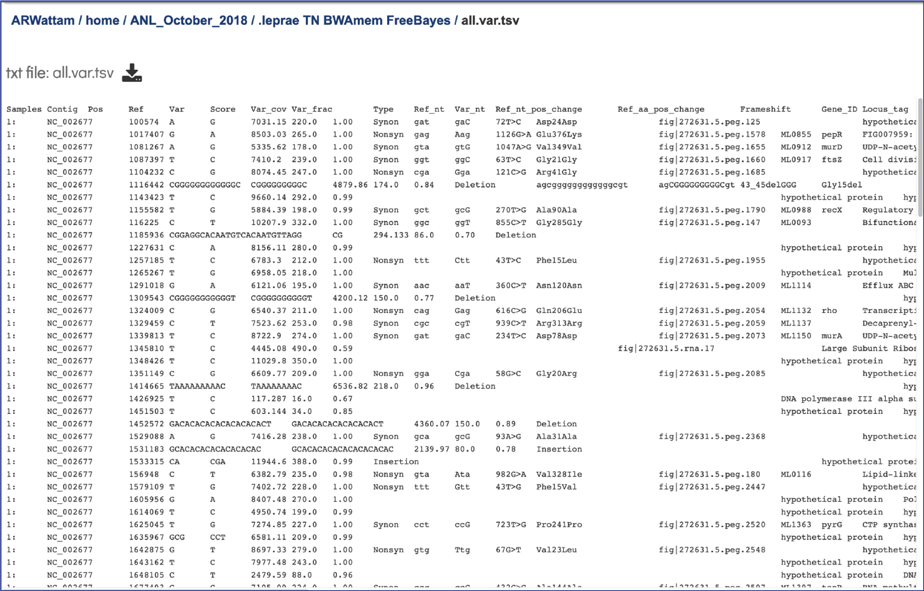 ARWattam / home / ANL_October_2018 / .leprae TN BWAmem FreeBayes / all.var.tsv
txt file: all.var.tsv
Samples Contig Pos Ref Var Score Var_cov Var_frac Type Ref_nt Var_nt Ref_nt_pos_change Ref_aa_pos_change Frameshift Gene_ID Locus_tag
1: NC_002677 100574 A G 7031.15 220.0 1.00 Synon gat gaC 72T>C Asp24Asp fig|272631.5.peg.125 hypothetica
1: NC_002677 1017407 G A 8503.03 265.0 1.00 Nonsyn gag Aag 1126G>A Glu376Lys fig|272631.5.peg.1578 ML0855 pepR FIG007959:
1: NC_002677 1081267 A G 5335.62 178.0 1.00 Synon gta gtG 1047A>G Val349Val fig|272631.5.peg.1655 ML0912 murD UDP-N-acety
1: NC_002677 1087397 T C 7410.2 239.0 1.00 Synon ggt ggC 63T>C Gly21Gly fig|272631.5.peg.1660 ML0917 ftsZ Cell divisi
1: NC_002677 1104232 C G 8074.45 247.0 1.00 Nonsyn cga Gga 121C>G Arg41Gly fig|272631.5.peg.1685 hypothetica
1: NC_002677 1116442 CGGGGGGGGGGGGC CGGGGGGGGGC 4879.86 174.0 0.84 Deletion agcggggggggggggcgt agCGGGGGGGGGCgt 43_45delGGG Gly15del
1: NC_002677 1143423 T C 9660.14 292.0 0.99 hypothetical protein hyp
1: NC_002677 1155582 T G 5884.39 198.0 0.99 Synon gct gcG 270T>G Ala90Ala fig|272631.5.peg.1790 ML0988 recX Regulatory
1: NC_002677 116225 C T 10207.9 332.0 1.00 Synon ggc ggT 855C>T Gly285Gly fig|272631.5.peg.147 ML0093 Bifunctiona
1: NC_002677 1185936 CGGAGGCACAATGTCACAATGTTAGG CG 294.133 86.0 0.70 Deletion
1: NC_002677 1227631 C A 8156.11 280.0 0.99 hypothetical protein hyp
1: NC_002677 1257185 T C 6783.3 212.0 1.00 Nonsyn ttt Ctt 43T>C Phe15Leu fig|272631.5.peg.1955 hypothetica
1: NC_002677 1265267 T G 6958.05 218.0 1.00 hypothetical protein Mul
1: NC_002677 1291018 G A 6121.06 195.0 1.00 Synon aac aaT 360C>T Asn120Asn fig|272631.5.peg.2009 ML1114 Efflux ABC
1: NC_002677 1309543 CGGGGGGGGGGGT CGGGGGGGGGGT 4200.12 150.0 0.77 Deletion hyp
1: NC_002677 1324009 C G 6540.37 211.0 1.00 Nonsyn cag Gag 616C>G Gln206Glu fig|272631.5.peg.2054 ML1132 rho Transcripti
1: NC_002677 1329459 C T 7523.62 253.0 0.98 Synon cgc cgT 939C>T Arg313Arg fig|272631.5.peg.2059 ML1137 Decaprenyl-
1: NC_002677 1339813 T C 8722.9 274.0 1.00 Synon gat gaC 234T>C Asp78Asp fig|272631.5.peg.2073 ML1150 murA UDP-N-acety
1: NC_002677 1345810 T C 4445.08 490.0 0.59 fig|272631.5.rna.17 Large Subunit Ribos
1: NC_002677 1348426 T C 11029.8 350.0 1.00 hypothetical protein hyp
1: NC_002677 1351149 C G 6609.77 209.0 1.00 Nonsyn gga Cga 58G>C Gly20Arg fig|272631.5.peg.2085 hypothetica
1: NC_002677 1414665 TAAAAAAAAAC TAAAAAAAAC 6536.82 218.0 0.96 Deletion hyp
1: NC_002677 1426925 T C 117.287 16.0 0.67 DNA polymerase III alpha su
1: NC_002677 1451503 T C 603.144 34.0 0.85 hypothetical protein hyp
1: NC_002677 1452572 GACACACACACACACACACT GACACACACACACACACT 4360.07 150.0 0.89 Deletion
1: NC_002677 1529088 A G 7416.28 238.0 1.00 Synon gca gcG 93A>G Ala31Ala fig|272631.5.peg.2368 hypothetica
1: NC_002677 1531183 GCACACACACACACACAC GCACACACACACACACACAC 2139.97 80.0 0.78 Insertion
1: NC_002677 1533315 CA CGA 11944.6 388.0 0.99 Insertion hypothetical protei
1: NC_002677 156948 C T 6382.79 235.0 0.98 Nonsyn gta Ata 982G>A Val328Ile fig|272631.5.peg.180 ML0116 Lipid-linke
1: NC_002677 1579109 T G 7402.72 228.0 1.00 Nonsyn ttt Gtt 43T>G Phe15Val fig|272631.5.peg.2447 hypothetica
1: NC_002677 1605956 G A 8407.48 270.0 1.00 hypothetical protein Pol
1: NC_002677 1614069 T C 4950.74 199.0 0.99 hypothetical protein hyp
1: NC_002677 1625045 T G 7274.85 227.0 1.00 Synon cct ccG 723T>G Pro241Pro fig|272631.5.peg.2520 ML1363 pyrG CTP synthas
1: NC_002677 1635967 GCG CCT 6581.11 209.0 0.99 hypothetical protein hyp
1: NC_002677 1642875 G T 8697.33 279.0 1.00 Nonsyn gtg Ttg 67G>T Val23Leu fig|272631.5.peg.2548 hypothetica
1: NC_002677 1643162 T C 7977.48 243.0 1.00 hypothetical protein hyp
1: NC_002677 1648105 C T 2479.59 88.0 0.96 hypothetical protein DNA